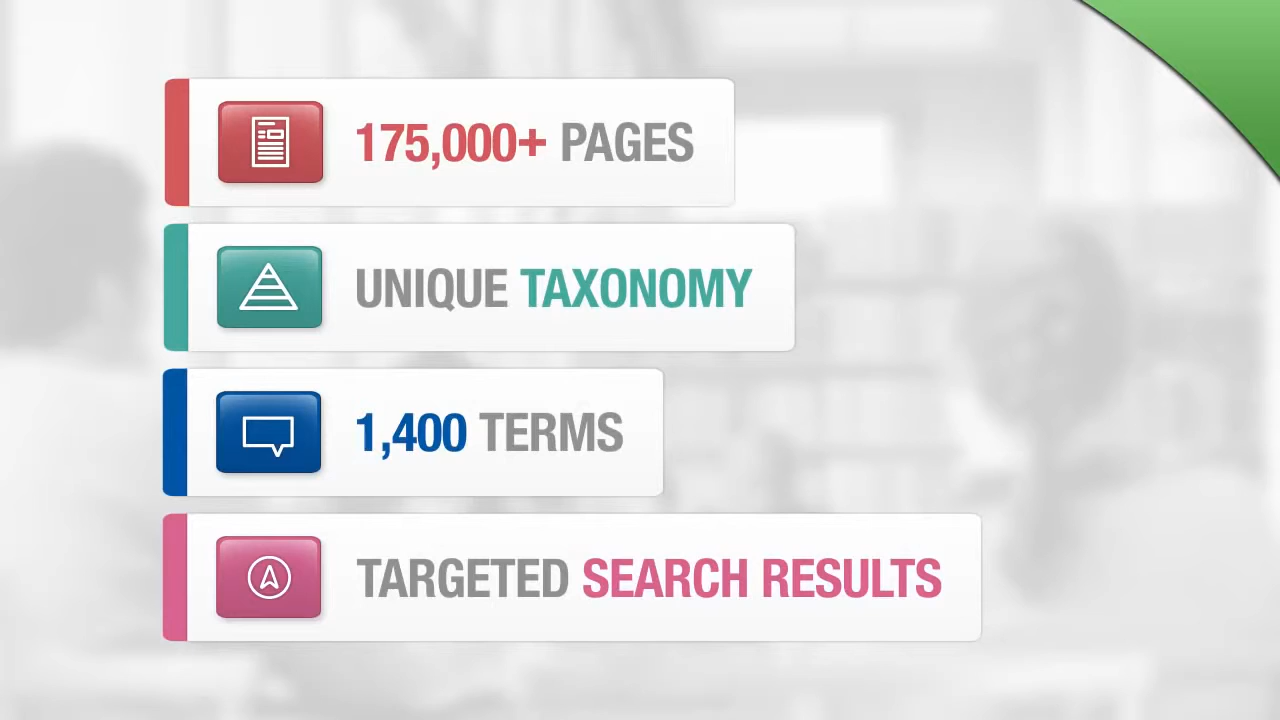 175,000+ PAGES
UNIQUE TAXONOMY
1,400 TERMS
TARGETED SEARCH RESULTS